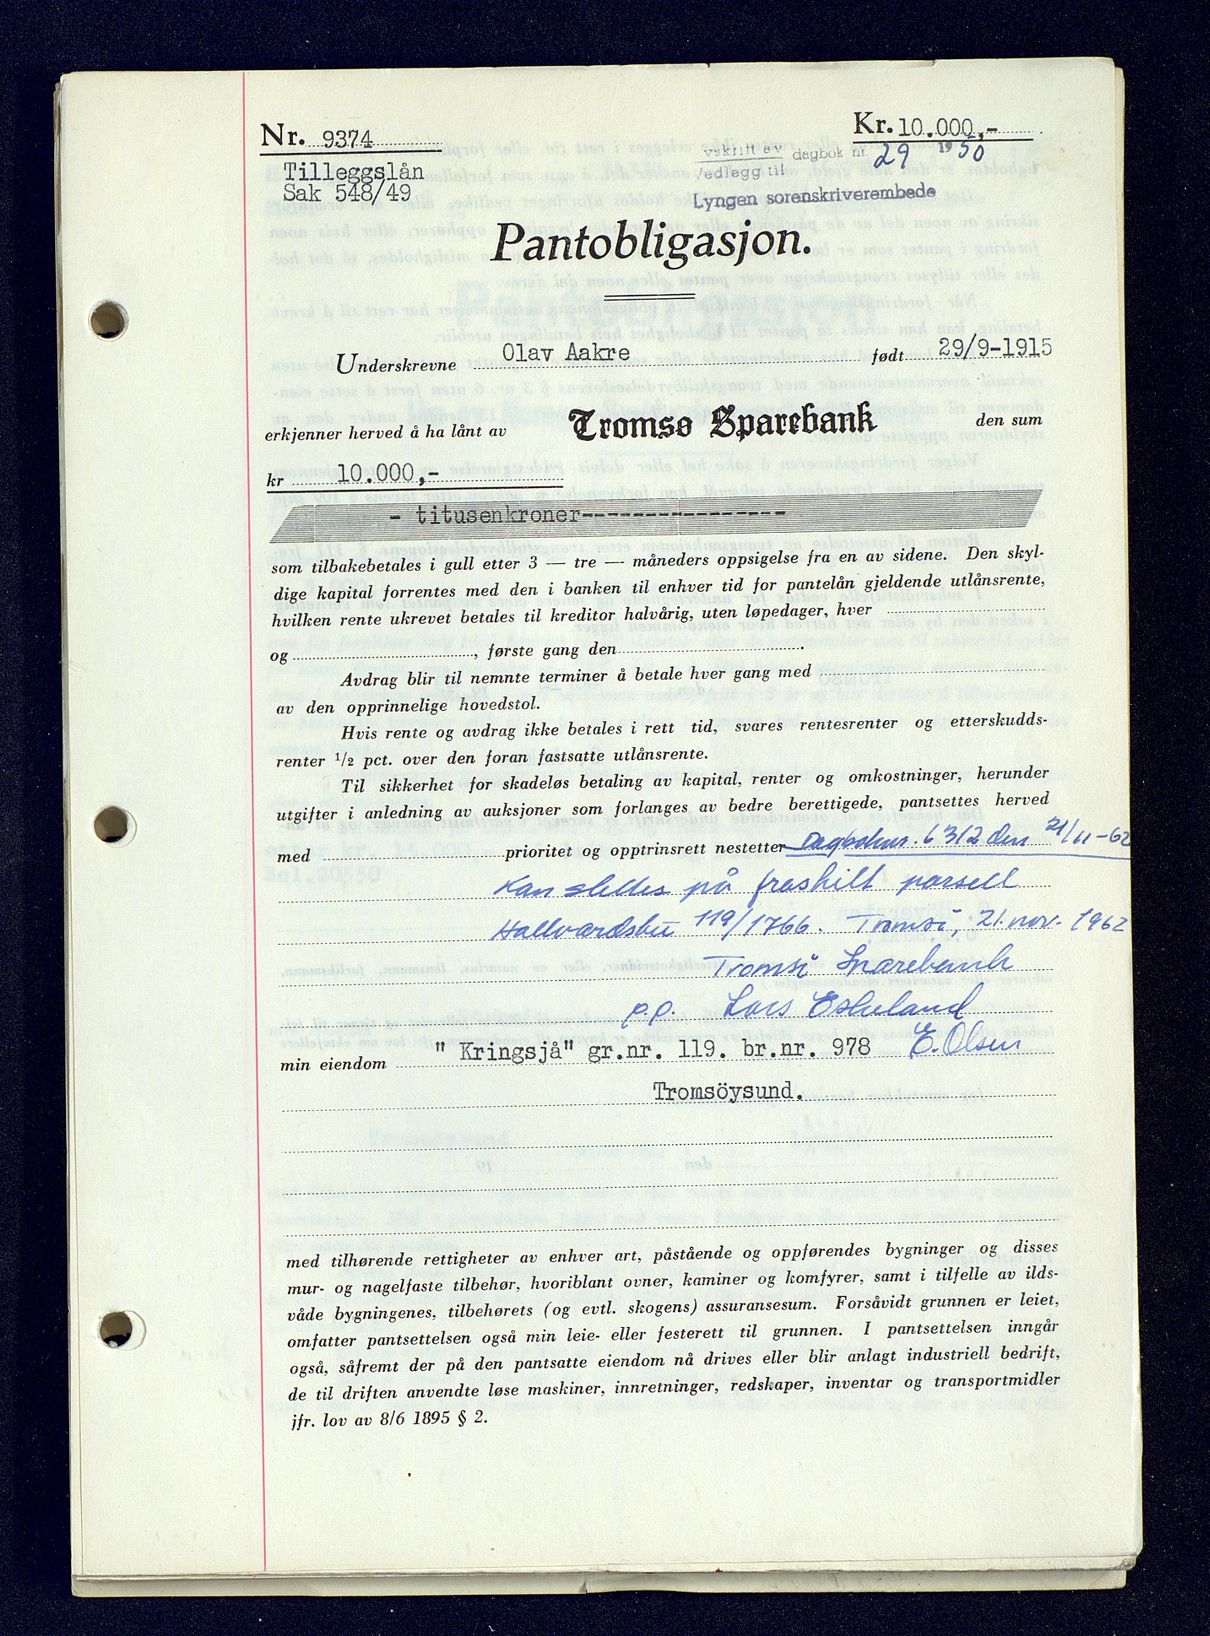 Nr. 9374
Kr. 10.000,-
Tilleggslån
Sak 548/49
vskrift av dagbok nr. 29 1950
Vedlegg til
Lyngen sorenskriverembede
Pantobligasjon.
Underskrevne Olav Aakre født 29/9-1915
erkjenner herved å ha lånt av Tromsø Sparebank den sum
kr 10.000,-
- titusenkroner-----------------
som tilbakebetales i gull etter 3 — tre — måneders oppsigelse fra en av sidene. Den skyl-
dige kapital forrentes med den i banken til enhver tid for pantelån gjeldende utlånsrente,
hvilken rente ukrevet betales til kreditor halvårig, uten løpedager, hver
og , første gang den
Avdrag blir til nemnte terminer å betale hver gang med
av den opprinnelige hovedstol.
Hvis rente og avdrag ikke betales i rett tid, svares rentesrenter og etterskudds-
renter 1/2 pct. over den foran fastsatte utlånsrente.
Til sikkerhet for skadeløs betaling av kapital, renter og omkostninger, herunder
utgifter i anledning av auksjoner som forlanges av bedre berettigede, pantsettes herved
med prioritet og opptrinsrett nestetter Dagboknr. 6312 den 21/11-62
Kan slettes på fraskilt parsell
Hallvardsbu 119/1766. Tromsö, 21. nov. 1962
Tromsö Sparebank
p.p. Lars Eskeland
E. Olsen
min eiendom " Kringsjå" gr.nr. 119. br.nr. 978
Tromsöysund.
med tilhørende rettigheter av enhver art, påstående og oppførendes bygninger og disses
mur- og nagelfaste tilbehør, hvoriblant ovner, kaminer og komfyrer, samt i tilfelle av ilds-
våde bygningenes, tilbehørets (og evtl. skogens) assuransesum. Forsåvidt grunnen er leiet,
omfatter pantsettelsen også min leie- eller festerett til grunnen. I pantsettelsen inngår
også, såfremt der på den pantsatte eiendom nå drives eller blir anlagt industriell bedrift,
de til driften anvendte løse maskiner, innretninger, redskaper, inventar og transportmidler
jfr. lov av 8/6 1895 § 2.